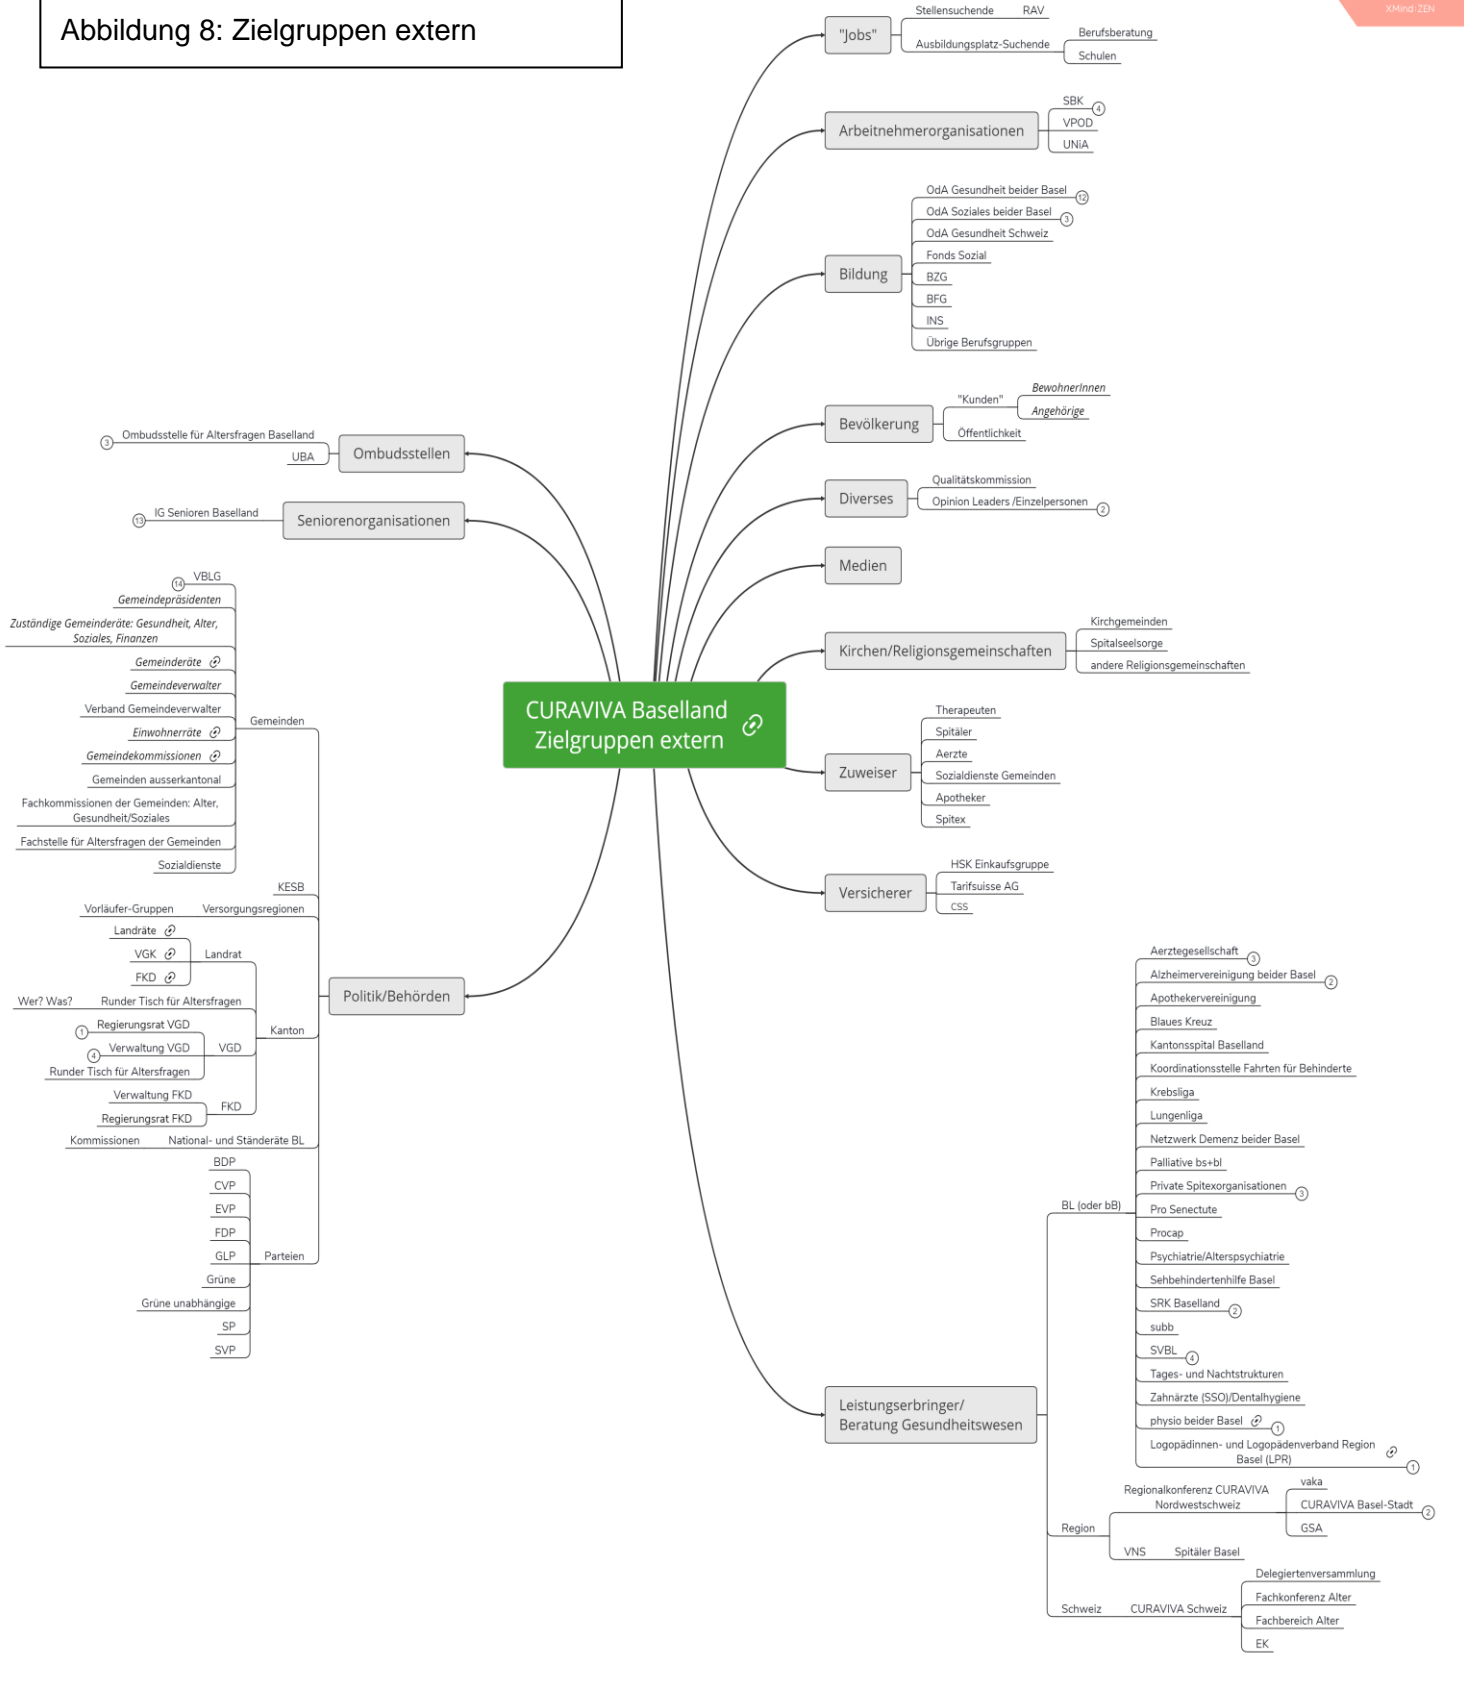 Abbildung 8: Zielgruppen extern
XMind:ZEN
"Jobs"
Stellensuchende
RAV
Ausbildungsplatz-Suchende
Berufsberatung
Schulen
Arbeitnehmerorganisationen
SBK
4
VPOD
UNiA
Bildung
OdA Gesundheit beider Basel
12
OdA Soziales beider Basel
3
OdA Gesundheit Schweiz
Fonds Sozial
BZG
BFG
INS
Übrige Berufsgruppen
Bevölkerung
"Kunden"
BewohnerInnen
Angehörige
Öffentlichkeit
Diverses
Qualitätskommission
Opinion Leaders /Einzelpersonen
2
Medien
Kirchen/Religionsgemeinschaften
Kirchgemeinden
Spitalseelsorge
andere Religionsgemeinschaften
CURAVIVA Baselland
Zielgruppen extern
Zuweiser
Therapeuten
Spitäler
Aerzte
Sozialdienste Gemeinden
Apotheker
Spitex
Versicherer
HSK Einkaufsgruppe
Tarifsuisse AG
CSS
Leistungserbringer/
Beratung Gesundheitswesen
BL (oder bB)
Aerztegesellschaft
3
Alzheimervereinigung beider Basel
2
Apothekervereinigung
Blaues Kreuz
Kantonsspital Baselland
Koordinationsstelle Fahrten für Behinderte
Krebsliga
Lungenliga
Netzwerk Demenz beider Basel
Palliative bs+bl
Private Spitexorganisationen
3
Pro Senectute
Procap
Psychiatrie/Alterspsychiatrie
Sehbehindertenhilfe Basel
SRK Baselland
2
subb
SVBL
4
Tages- und Nachtstrukturen
Zahnärzte (SSO)/Dentalhygiene
physio beider Basel
1
Logopädinnen- und Logopädenverband Region
Basel (LPR)
1
Region
Regionalkonferenz CURAVIVA
Nordwestschweiz
vaka
CURAVIVA Basel-Stadt
2
GSA
VNS
Spitäler Basel
Schweiz
CURAVIVA Schweiz
Delegiertenversammlung
Fachkonferenz Alter
Fachbereich Alter
EK
Ombudsstellen
Ombudsstelle für Altersfragen Baselland
3
UBA
Seniorenorganisationen
IG Senioren Baselland
13
Politik/Behörden
Gemeinden
VBLG
14
Gemeindepräsidenten
Zuständige Gemeinderäte: Gesundheit, Alter,
Soziales, Finanzen
Gemeinderäte
Gemeindeverwalter
Verband Gemeindeverwalter
Einwohnerräte
Gemeindekommissionen
Gemeinden ausserkantonal
Fachkommissionen der Gemeinden: Alter,
Gesundheit/Soziales
Fachstelle für Altersfragen der Gemeinden
Sozialdienste
KESB
Versorgungsregionen
Vorläufer-Gruppen
Kanton
Landrat
Landräte
VGK
FKD
Runder Tisch für Altersfragen
Wer? Was?
VGD
Regierungsrat VGD
1
Verwaltung VGD
4
Runder Tisch für Altersfragen
FKD
Verwaltung FKD
Regierungsrat FKD
National- und Ständeräte BL
Kommissionen
Parteien
BDP
CVP
EVP
FDP
GLP
Grüne
Grüne unabhängige
SP
SVP